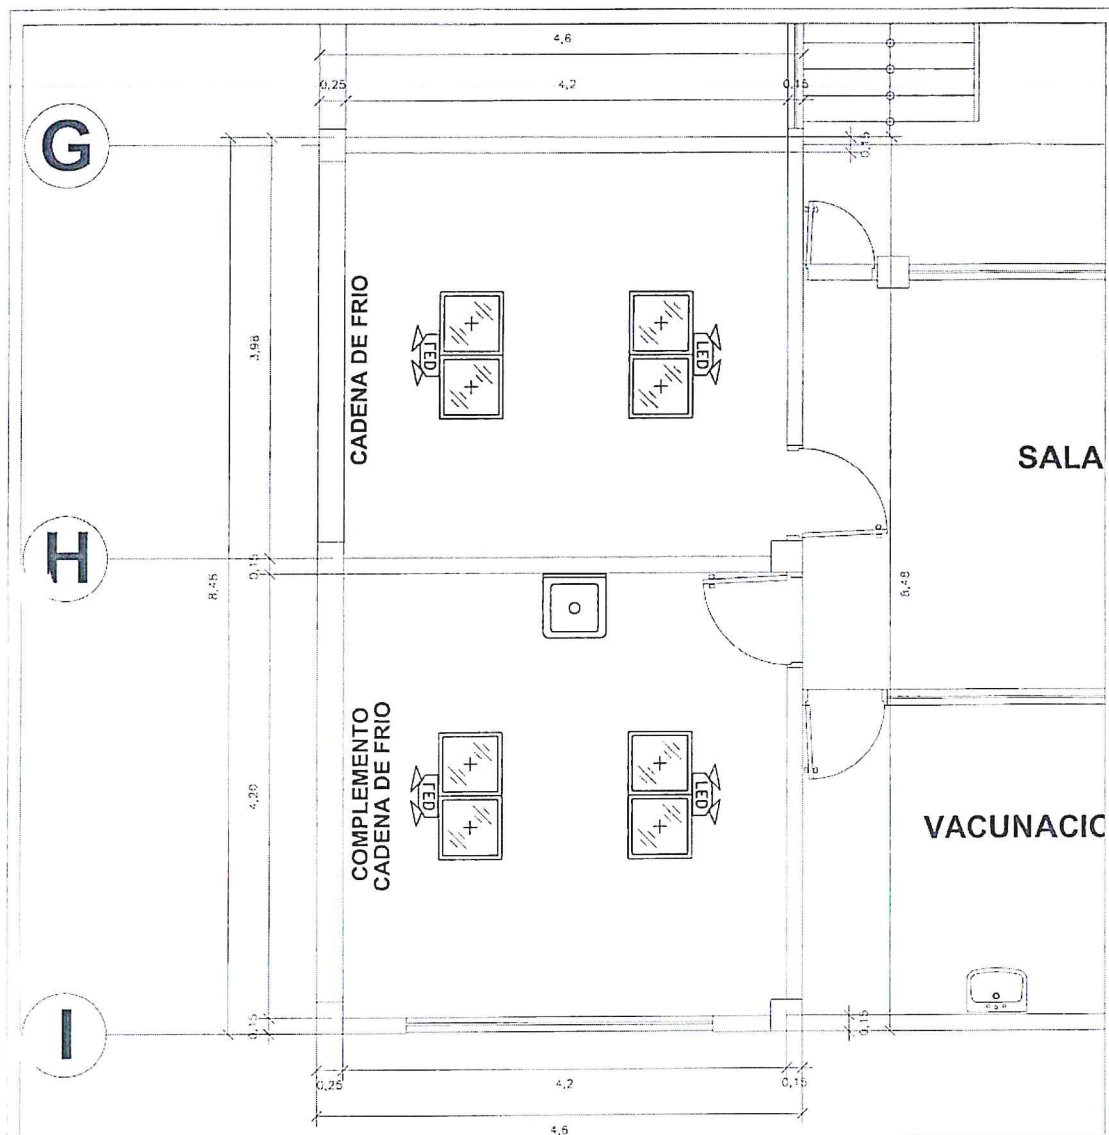 4,6
0,25
4,2
0,15
G
0,15
3,98
CADENA DE FRIO
LED
LED
SALA
H
0,15
8,45
8,48
COMPLEMENTO
CADENA DE FRIO
LED
LED
4,20
VACUNACIO
I
0,15
0,15
0,25
4,2
0,15
4,6